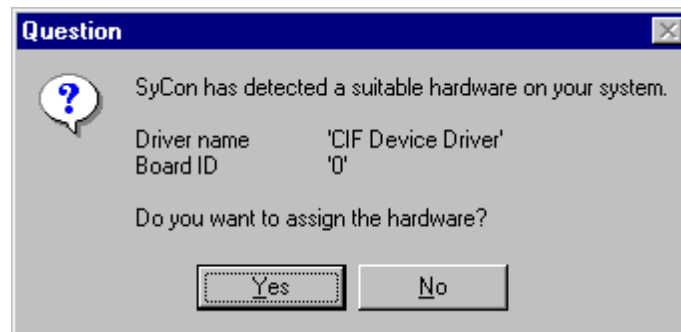 Question
SyCon has detected a suitable hardware on your system.
Driver name 'CIF Device Driver'
Board ID '0'
Do you want to assign the hardware?
Yes No